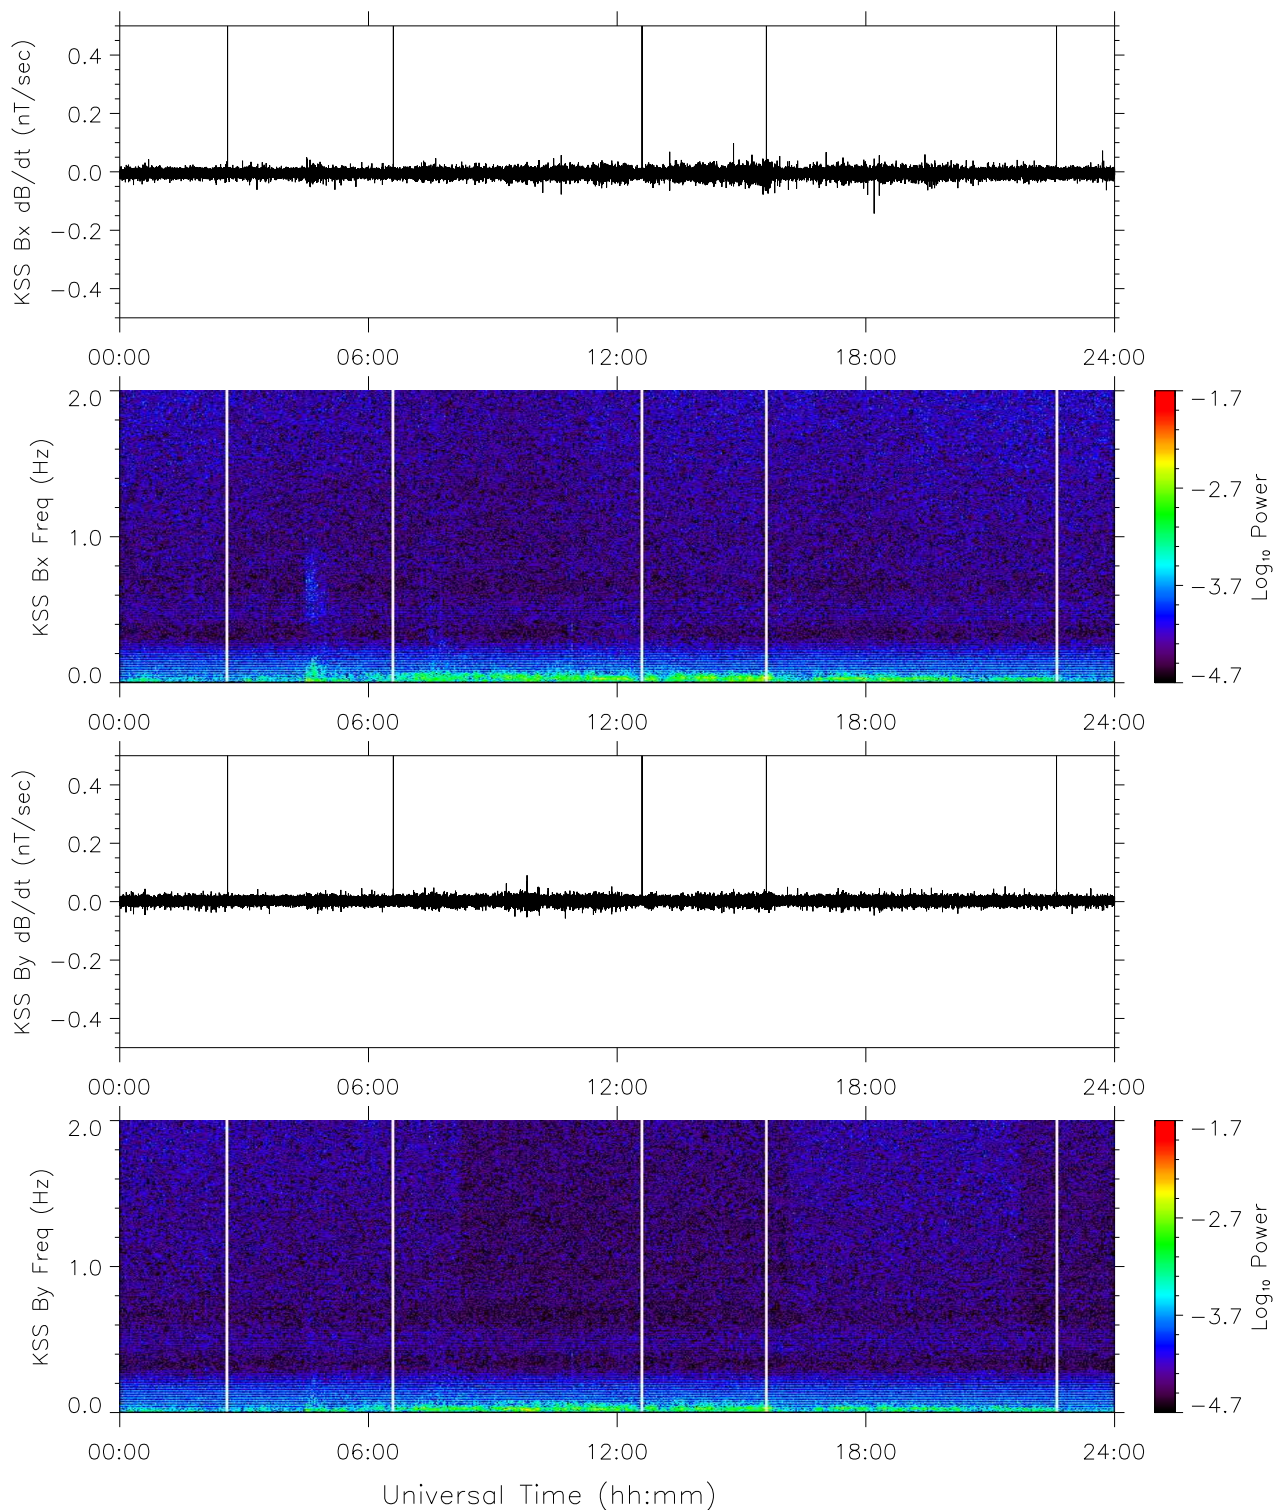 KSS Bx dB/dt (nT/sec)
0.4
0.2
0.0
−0.2
−0.4
00:00 06:00 12:00 18:00 24:00
KSS Bx Freq (Hz)
2.0
1.0
0.0
00:00 06:00 12:00 18:00 24:00
−1.7
−2.7
−3.7
−4.7
Log₁₀ Power
KSS By dB/dt (nT/sec)
0.4
0.2
0.0
−0.2
−0.4
00:00 06:00 12:00 18:00 24:00
KSS By Freq (Hz)
2.0
1.0
0.0
00:00 06:00 12:00 18:00 24:00
−1.7
−2.7
−3.7
−4.7
Log₁₀ Power
Universal Time (hh:mm)